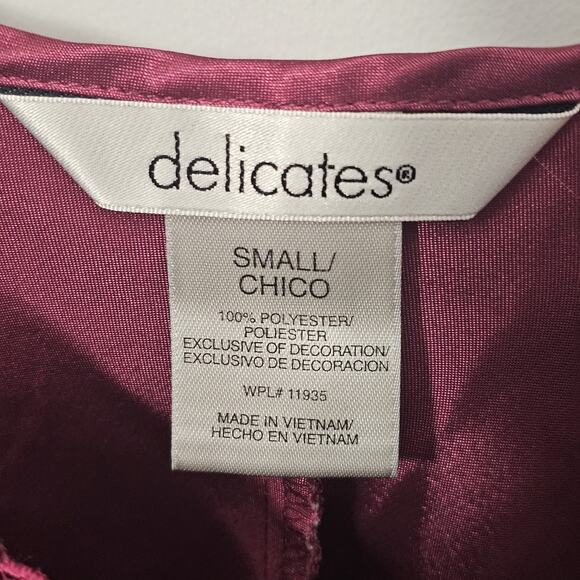 delicates®
SMALL/
CHICO
100% POLYESTER/
POLIESTER
EXCLUSIVE OF DECORATION/
EXCLUSIVO DE DECORACION
WPL# 11935
MADE IN VIETNAM/
HECHO EN VIETNAM